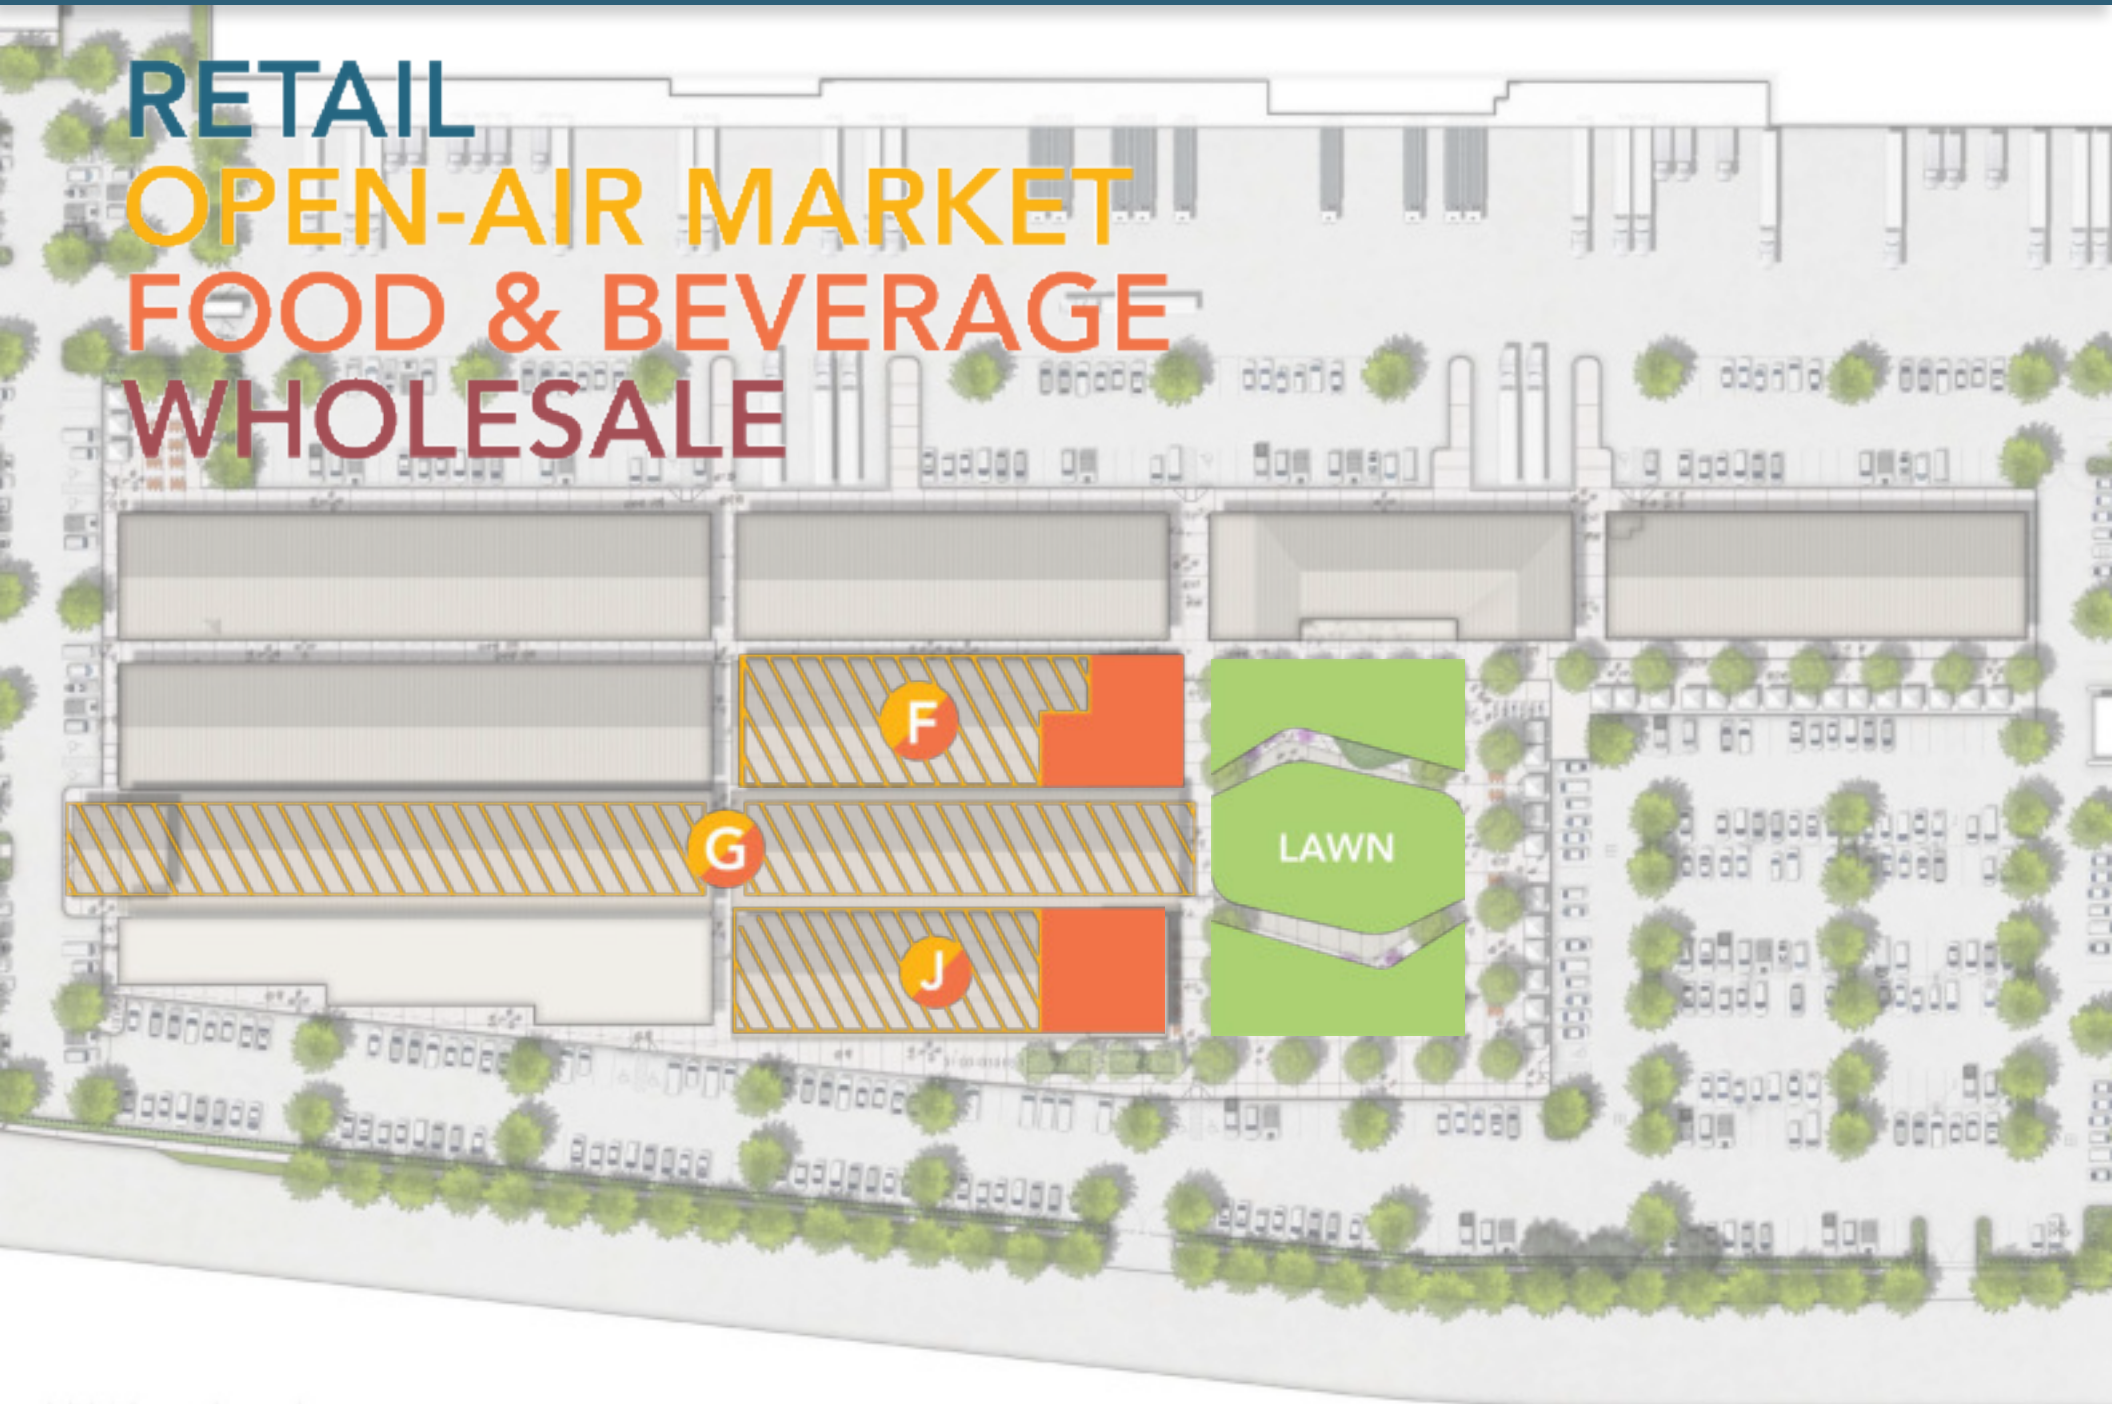 RETAIL
OPEN-AIR MARKET
FOOD & BEVERAGE
WHOLESALE
F
G
LAWN
J